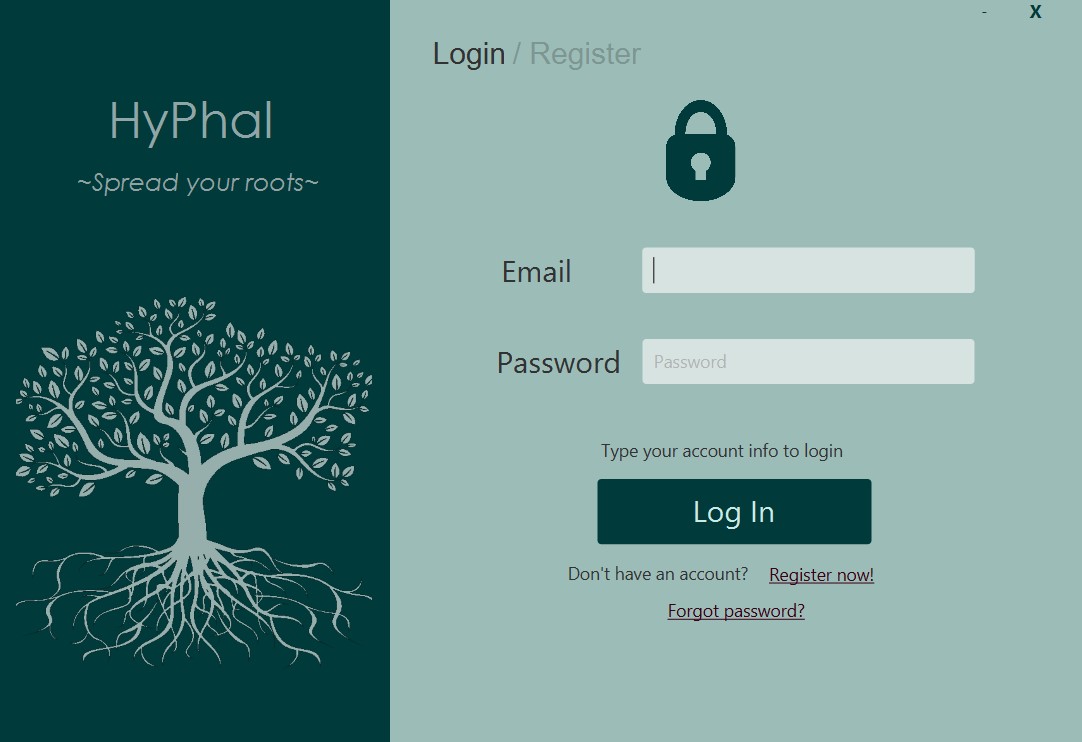 - X
Login / Register
HyPhal
~Spread your roots~
Email
Password Password
Type your account info to login
Log In
Don't have an account? Register now!
Forgot password?